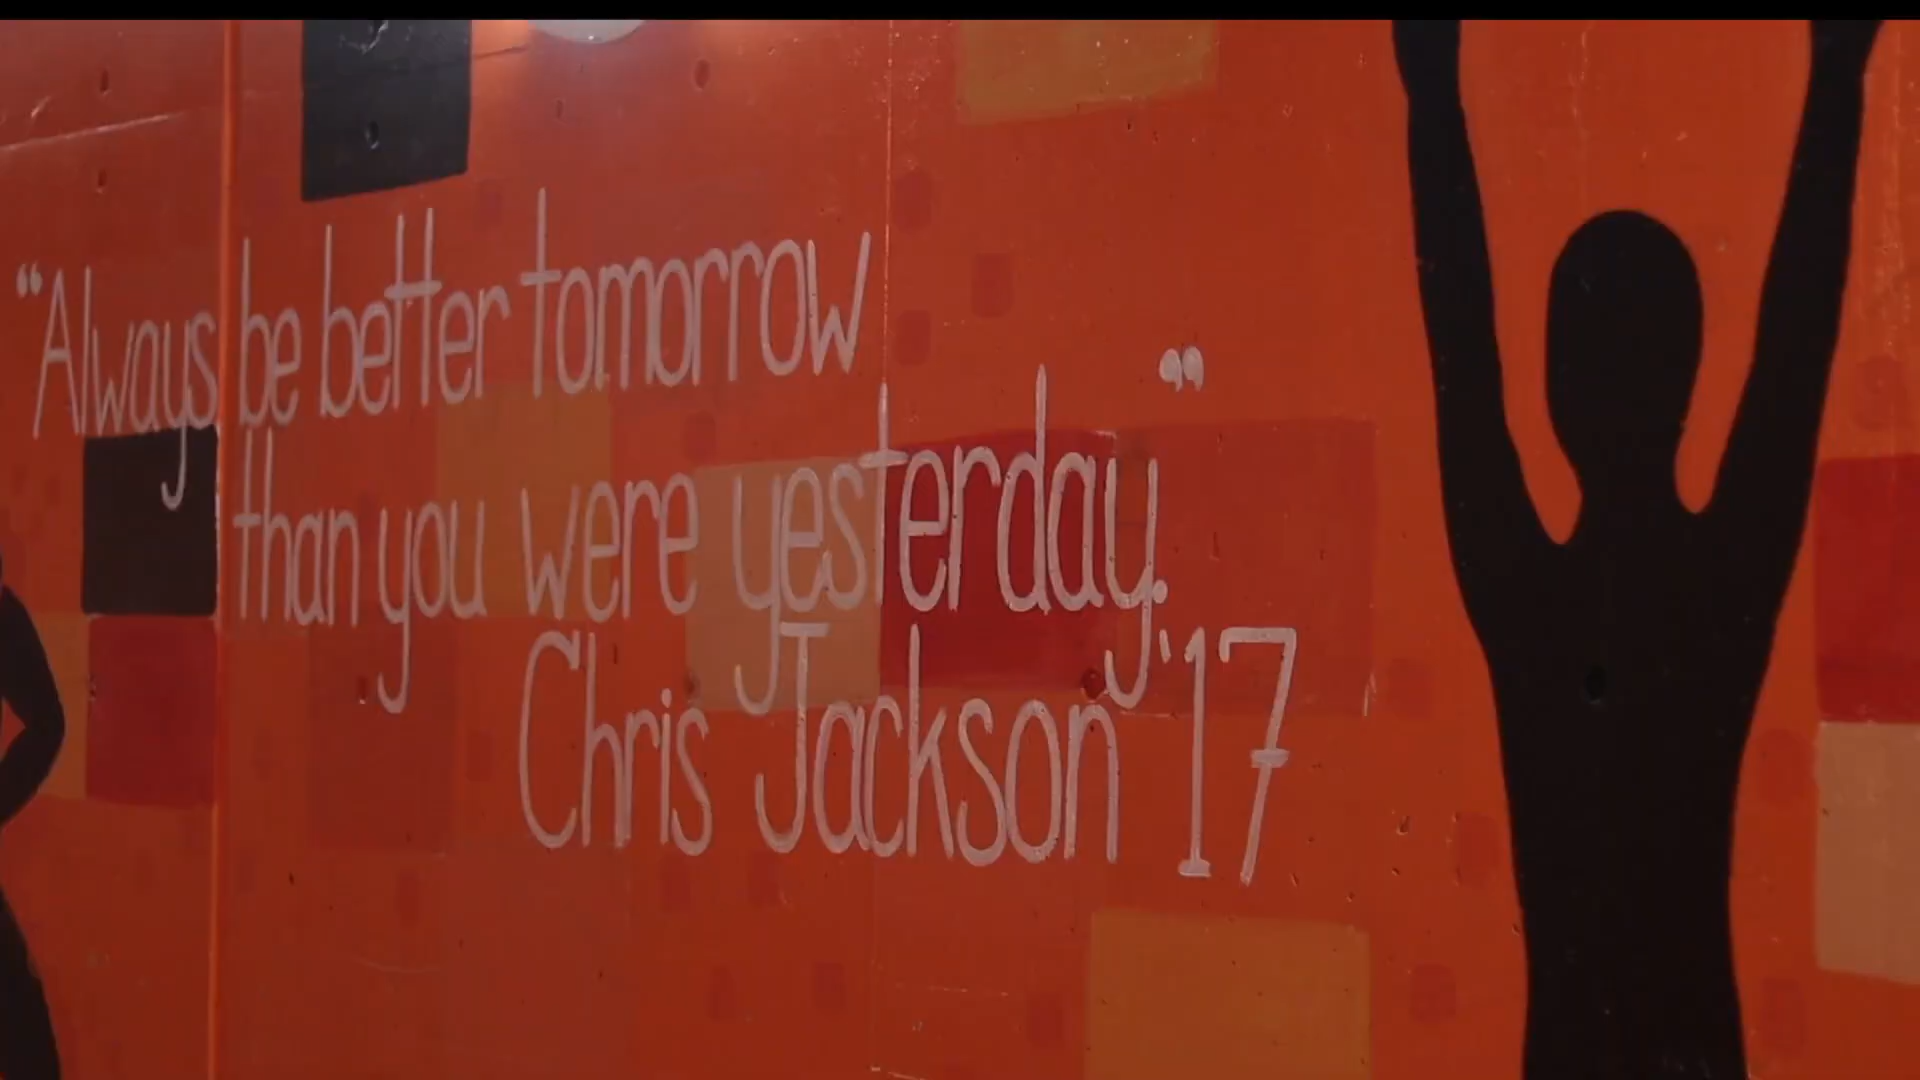 “Always be better tomorrow
than you were yesterday.“
Chris Jackson '17